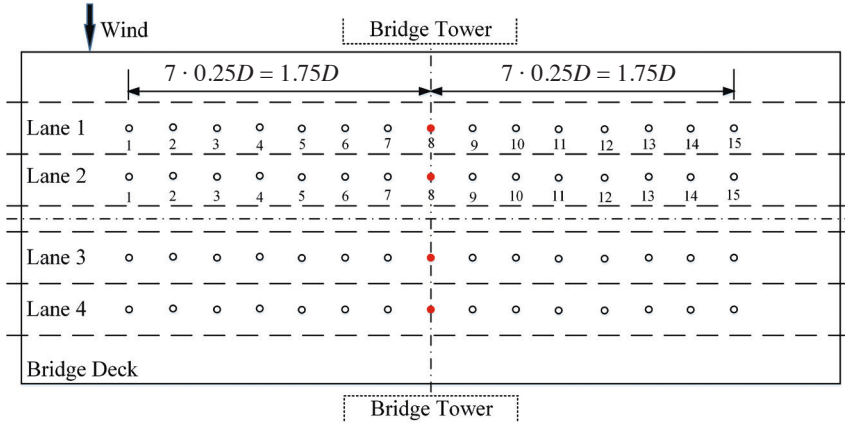 Bridge Tower
Wind
7 · 0.25D = 1.75D 7 · 0.25D = 1.75D
Lane 1
1 2 3 4 5 6 7 8 9 10 11 12 13 14 15
Lane 2
1 2 3 4 5 6 7 8 9 10 11 12 13 14 15
Lane 3
Lane 4
Bridge Deck
Bridge Tower